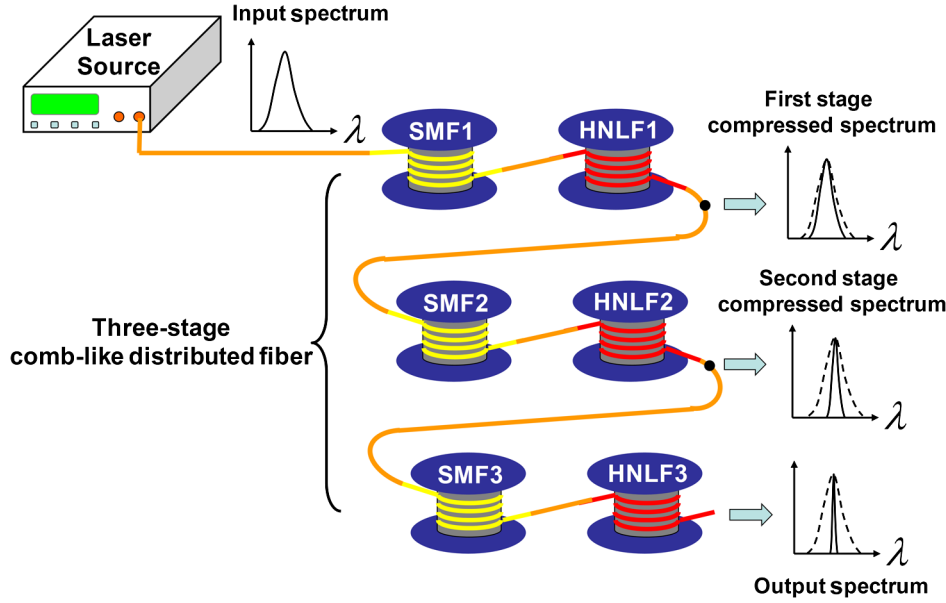 Input spectrum
Laser
Source
λ
SMF1
HNLF1
First stage
compressed spectrum
λ
SMF2
HNLF2
Second stage
compressed spectrum
λ
Three-stage
comb-like distributed fiber
SMF3
HNLF3
λ
Output spectrum